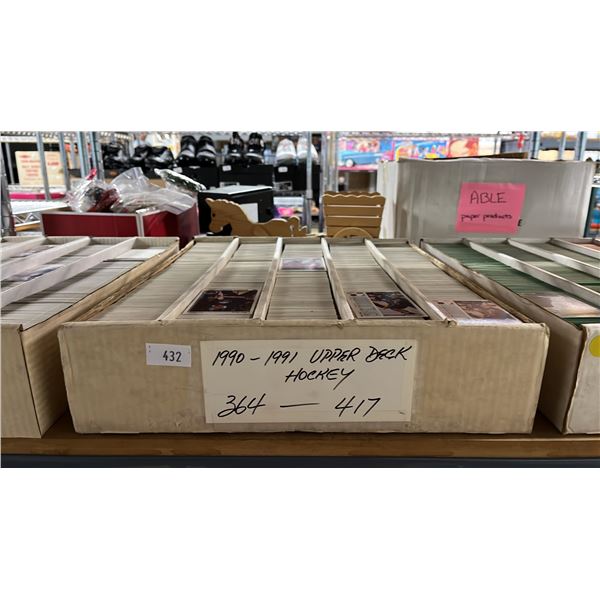 ABLE
paper products
432
1990-1991 UPPER DECK
HOCKEY
364 — 417